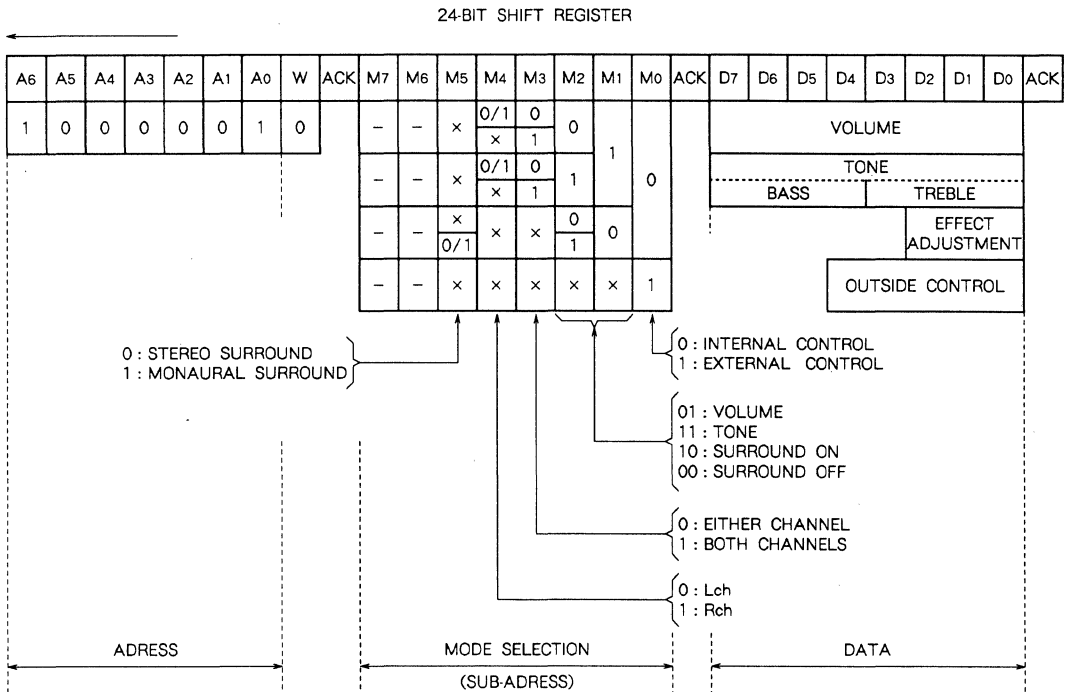 24-BIT SHIFT REGISTER
A6 A5 A4 A3 A2 A1 A0 W ACK M7 M6 M5 M4 M3 M2 M1 M0 ACK D7 D6 D5 D4 D3 D2 D1 D0 ACK
1 0 0 0 0 0 1 0 – – × 0/1 0 0 1 0 VOLUME
× 1
– – × 0/1 0 1 TONE
× 1 BASS TREBLE
– – × × × 0 0 EFFECT
0/1 1 ADJUSTMENT
– – × × × × × 1 OUTSIDE CONTROL
0 : STEREO SURROUND
1 : MONAURAL SURROUND
0 : INTERNAL CONTROL
1 : EXTERNAL CONTROL
01 : VOLUME
11 : TONE
10 : SURROUND ON
00 : SURROUND OFF
0 : EITHER CHANNEL
1 : BOTH CHANNELS
0 : Lch
1 : Rch
ADRESS MODE SELECTION DATA
(SUB-ADRESS)